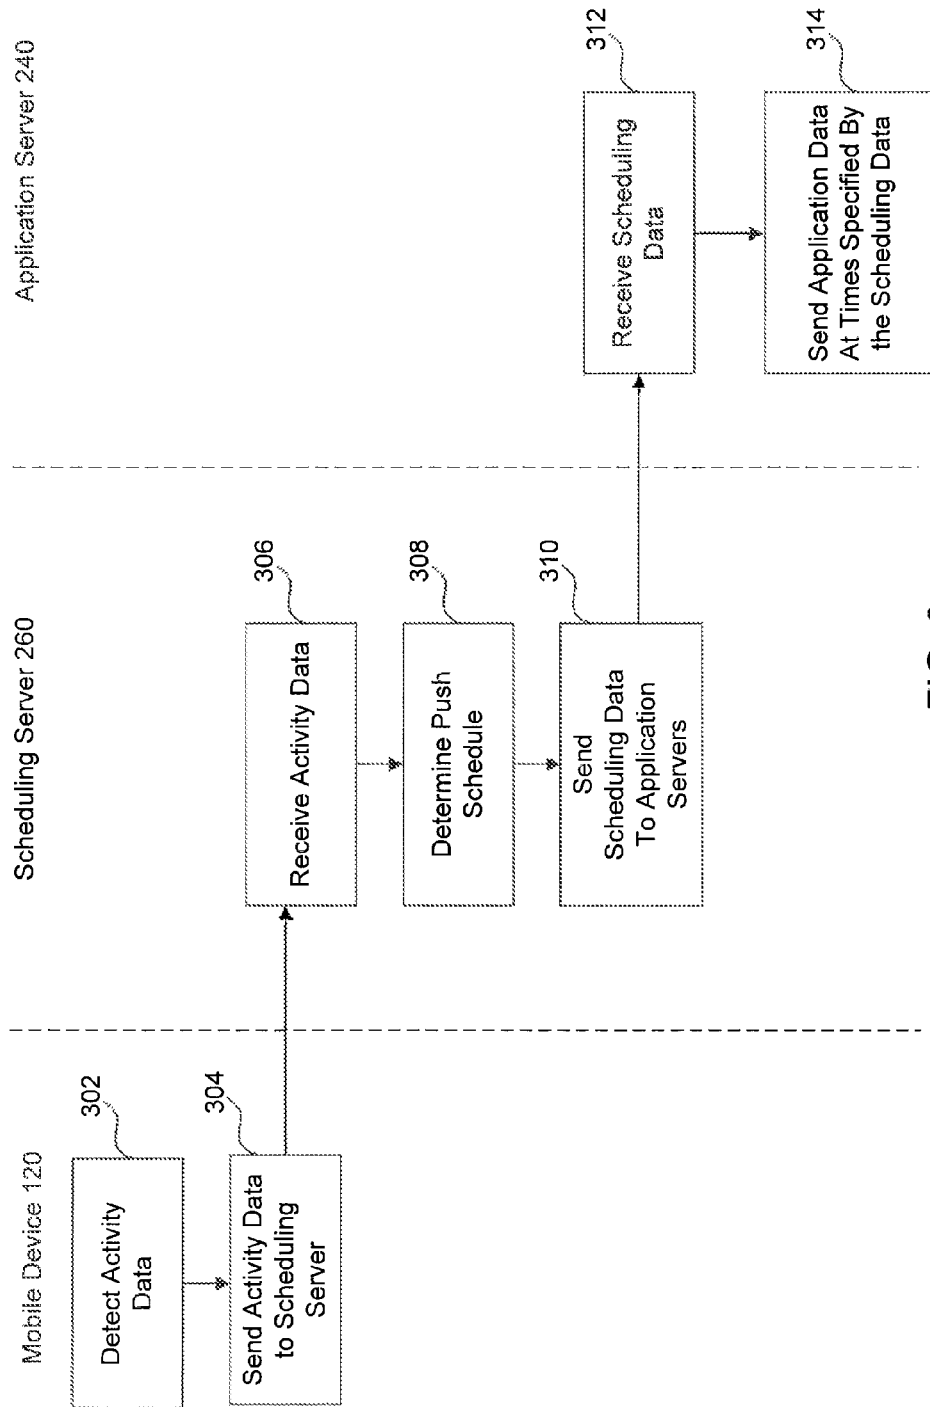 Mobile Device 120
Scheduling Server 260
Application Server 240
302
Detect Activity
Data
304
Send Activity Data
to Scheduling
Server
306
Receive Activity Data
308
Determine Push
Schedule
310
Send
Scheduling Data
To Application
Servers
312
Receive Scheduling
Data
314
Send Application Data
At Times Specified By
the Scheduling Data